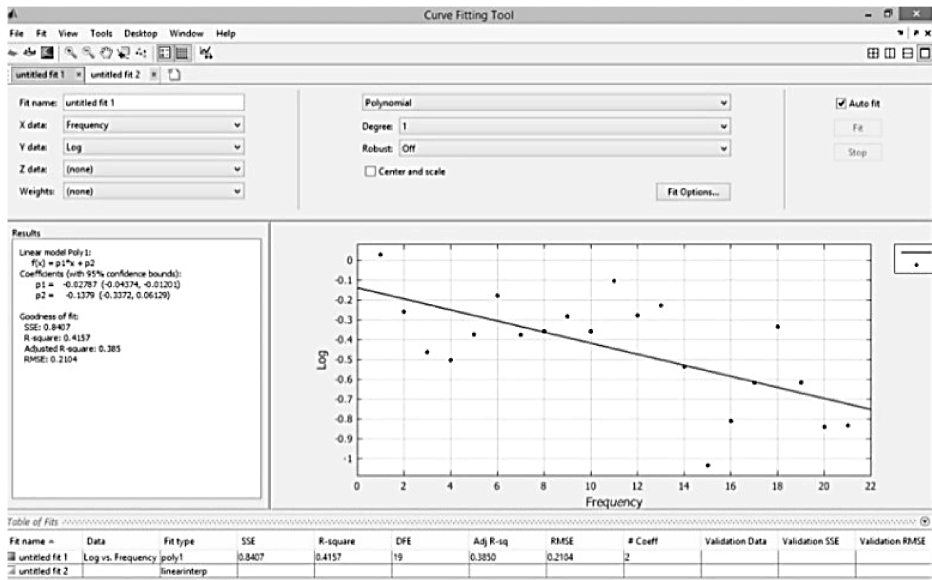 Curve Fitting Tool
File Fit View Tools Desktop Window Help
untitled fit 1 untitled fit 2
Fit name: untitled fit 1
X data: Frequency
Y data: Log
Z data: (none)
Weights: (none)
Polynomial
Degree: 1
Robust: Off
Center and scale
Fit Options...
Auto fit
Fit
Stop
Results
Linear model Poly1:
f(x) = p1*x + p2
Coefficients (with 95% confidence bounds):
p1 = -0.02787 (-0.04374, -0.01201)
p2 = -0.1379 (-0.3372, 0.06129)
Goodness of fit:
SSE: 0.8407
R-square: 0.4157
Adjusted R-square: 0.385
RMSE: 0.2104
0
-0.1
-0.2
-0.3
-0.4
-0.5
-0.6
-0.7
-0.8
-0.9
-1
Log
0 2 4 6 8 10 12 14 16 18 20 22
Frequency
Table of Fits
Fit name Data Fit type SSE R-square DFE Adj R-sq RMSE # Coeff Validation Data Validation SSE Validation RMSE
untitled fit 1 Log vs. Frequency poly1 0.8407 0.4157 19 0.3850 0.2104 2
untitled fit 2 linearinterp